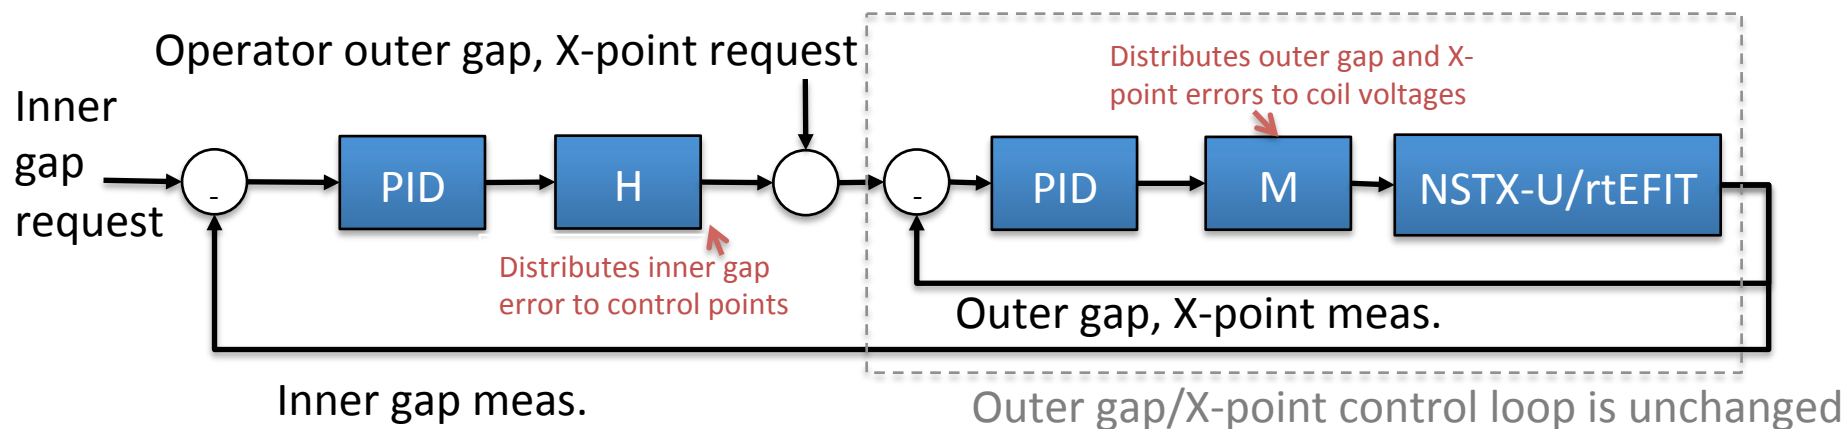 Operator outer gap, X-point request
Distributes outer gap and X-
point errors to coil voltages
Inner
gap
request
-
PID
H
-
PID
M
NSTX-U/rtEFIT
Distributes inner gap
error to control points
Outer gap, X-point meas.
Inner gap meas.
Outer gap/X-point control loop is unchanged